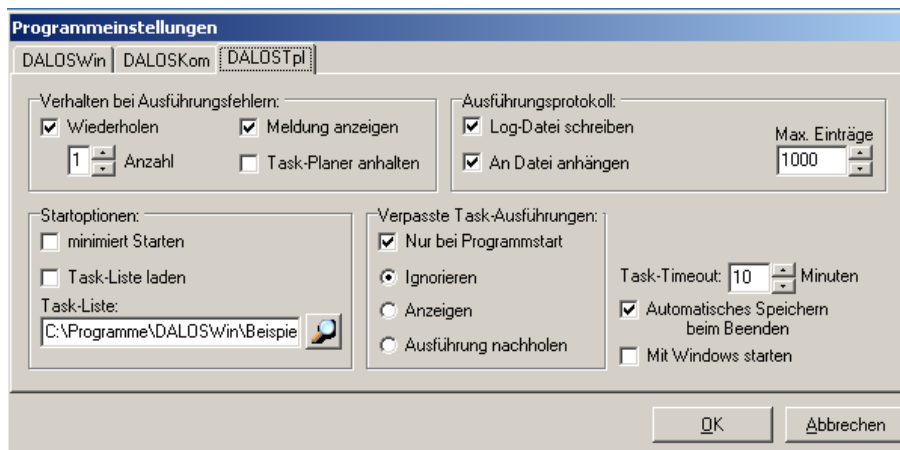 Programmeinstellungen
DALOSWin DALOSKom DALOSTpl
Verhalten bei Ausführungsfehlern:
Wiederholen Meldung anzeigen
1 Anzahl Task-Planer anhalten
Ausführungsprotokoll:
Log-Datei schreiben
An Datei anhängen
Max. Einträge
1000
Startoptionen:
minimiert Starten
Task-Liste laden
Task-Liste:
C:\Programme\DALOSWin\Beispie
Verpasste Task-Ausführungen:
Nur bei Programmstart
Ignorieren
Anzeigen
Ausführung nachholen
Task-Timeout: 10 Minuten
Automatisches Speichern
beim Beenden
Mit Windows starten
OK Abbrechen